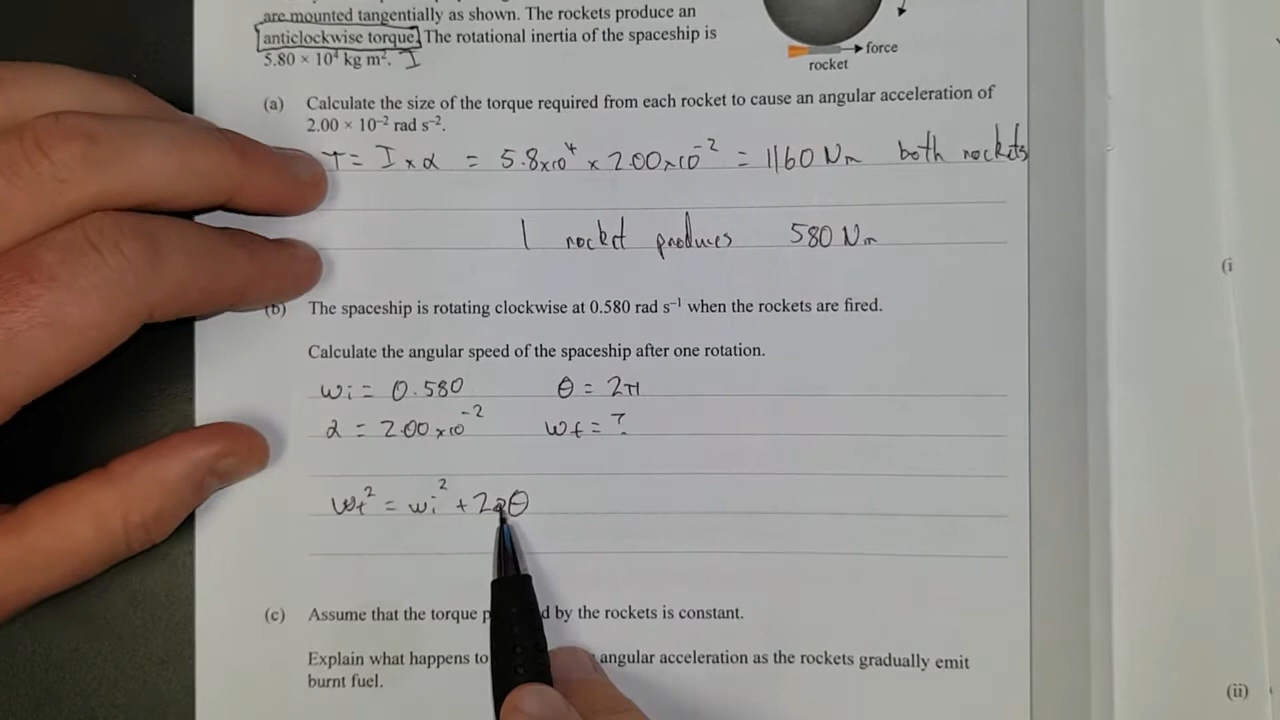 are mounted tangentially as shown. The rockets produce an
anticlockwise torque. The rotational inertia of the spaceship is
5.80 × 10⁴ kg m². I
force
rocket
(a) Calculate the size of the torque required from each rocket to cause an angular acceleration of
2.00 × 10⁻² rad s⁻².
T = I × α = 5.8×10⁴ × 2.00×10⁻² = 1160 Nm both rockets
1 rocket produces 580 Nm
(b) The spaceship is rotating clockwise at 0.580 rad s⁻¹ when the rockets are fired.
Calculate the angular speed of the spaceship after one rotation.
wi = 0.580 θ = 2π
α = 2.00×10⁻² wf = ?
wf² = wi² + 2αθ
(c) Assume that the torque p d by the rockets is constant.
Explain what happens to angular acceleration as the rockets gradually emit
burnt fuel.
(i
(ii)